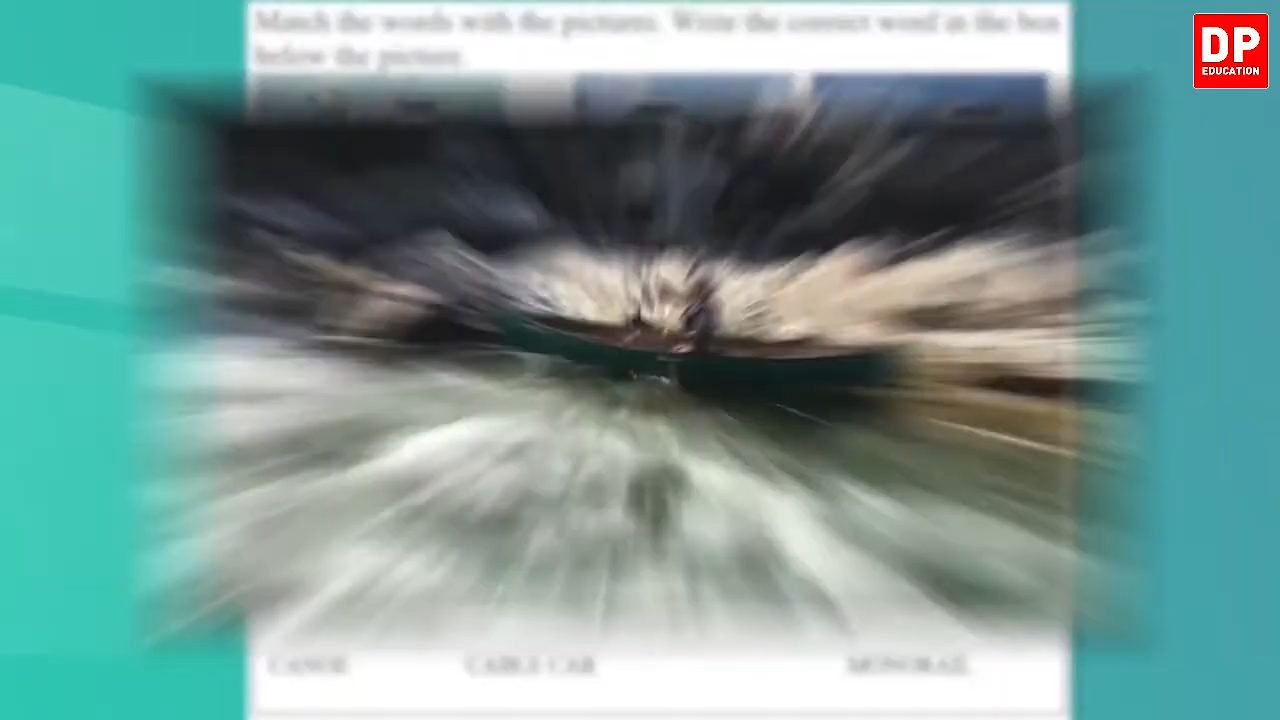 DP
EDUCATION
Match the words with the pictures. Write the correct word in the box
below the picture.
CANOE CABLE CAR MONORAIL